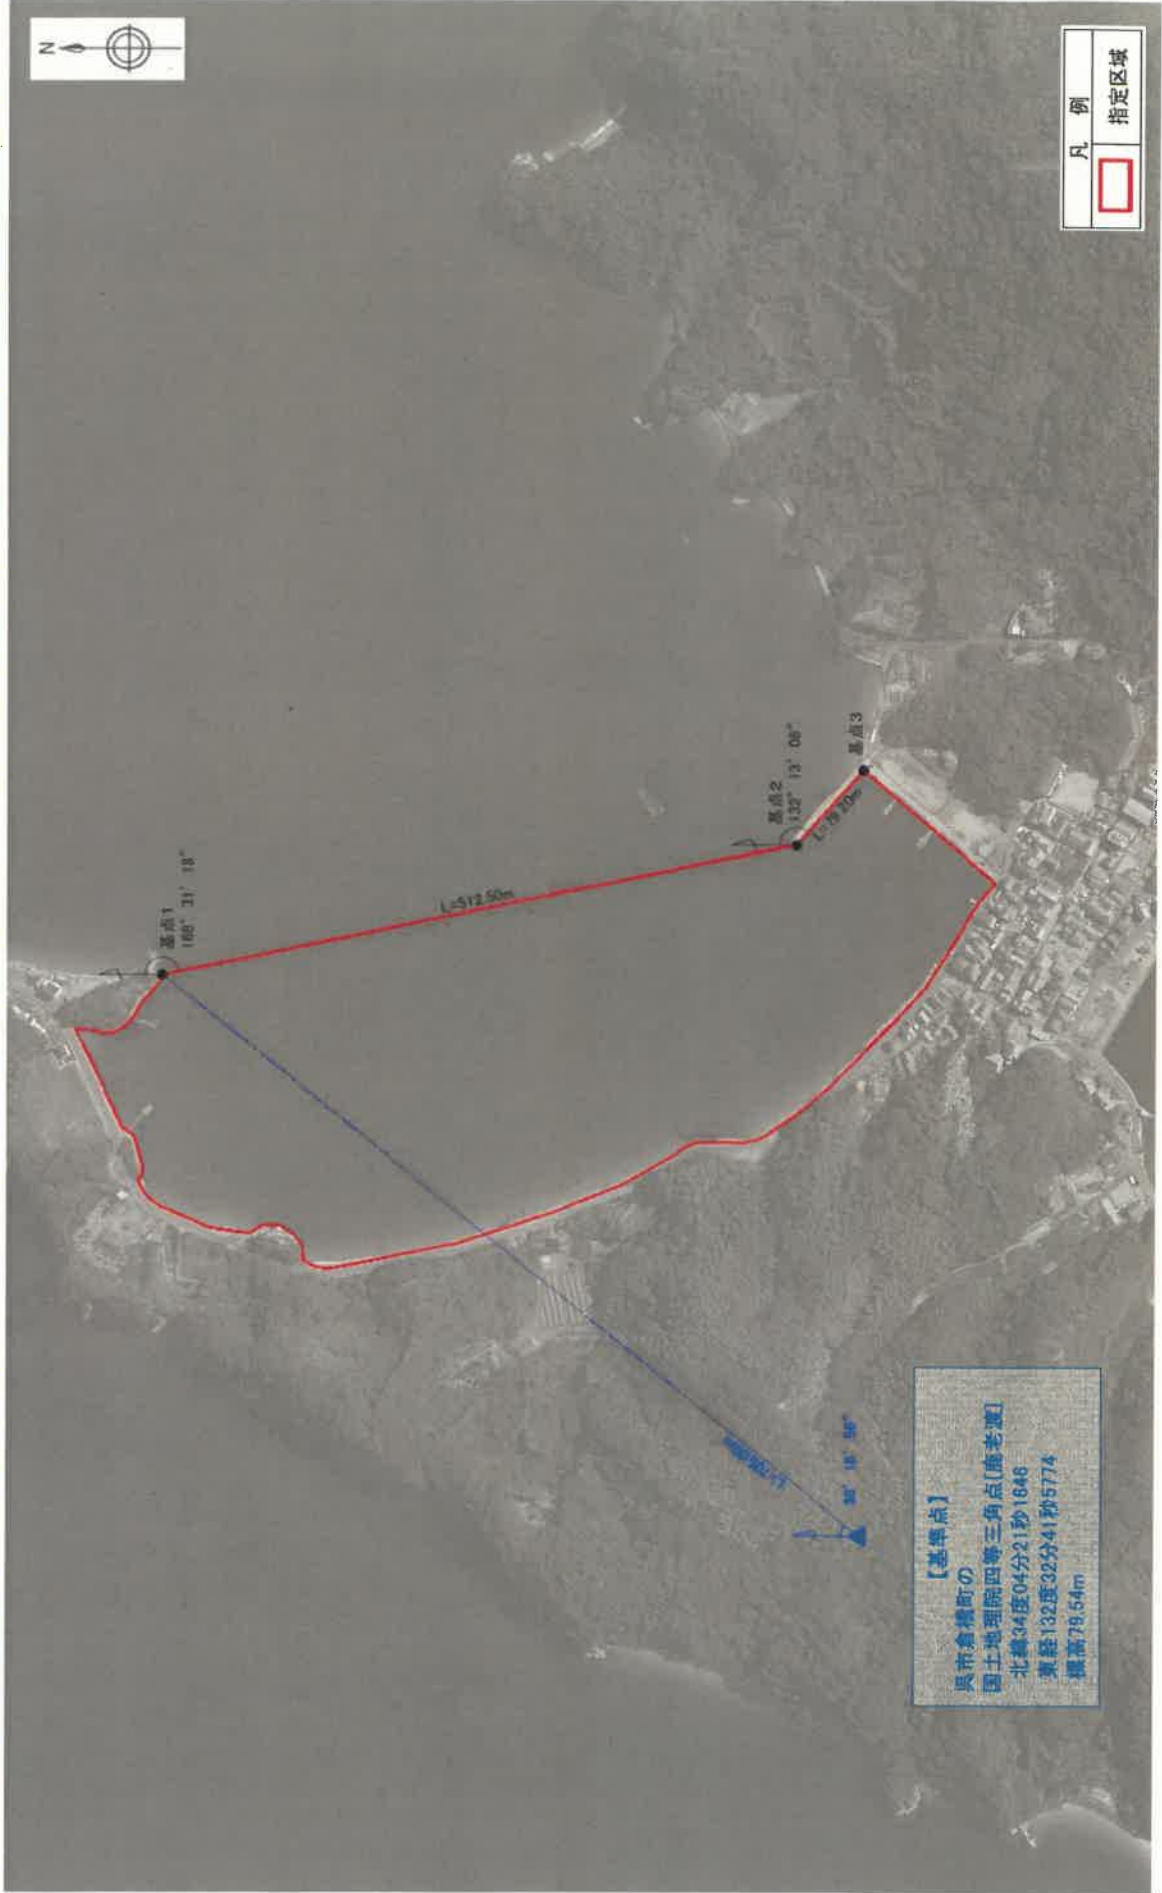 N
凡 例
指定区域
基点1
168° 31' 18"
L=512.50m
基点2
132° 13' 06"
L=79.20m
基点3
【基準点】
呉市倉橋町の
国土地理院四等三角点[鹿老渡]
北緯34度04分21秒1646
東経132度32分41秒5774
標高79.54m